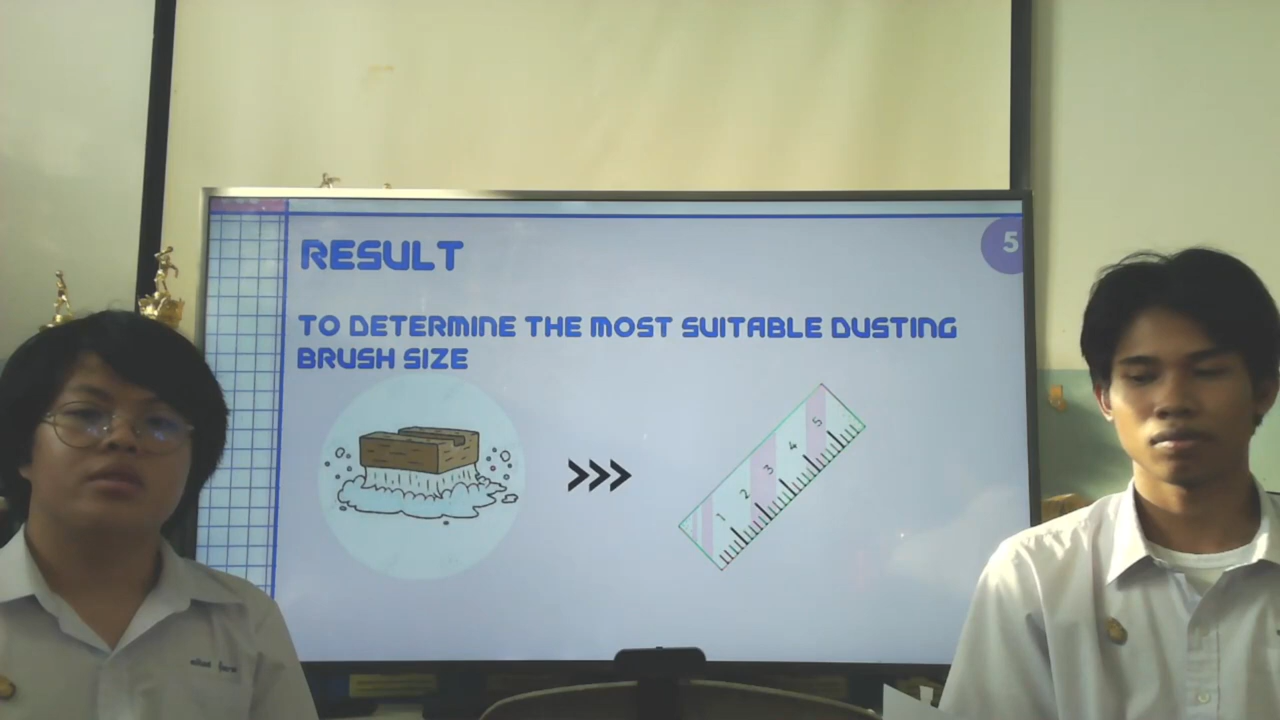 RESULT
5
TO DETERMINE THE MOST SUITABLE DUSTING
BRUSH SIZE
1 2 3 4 5